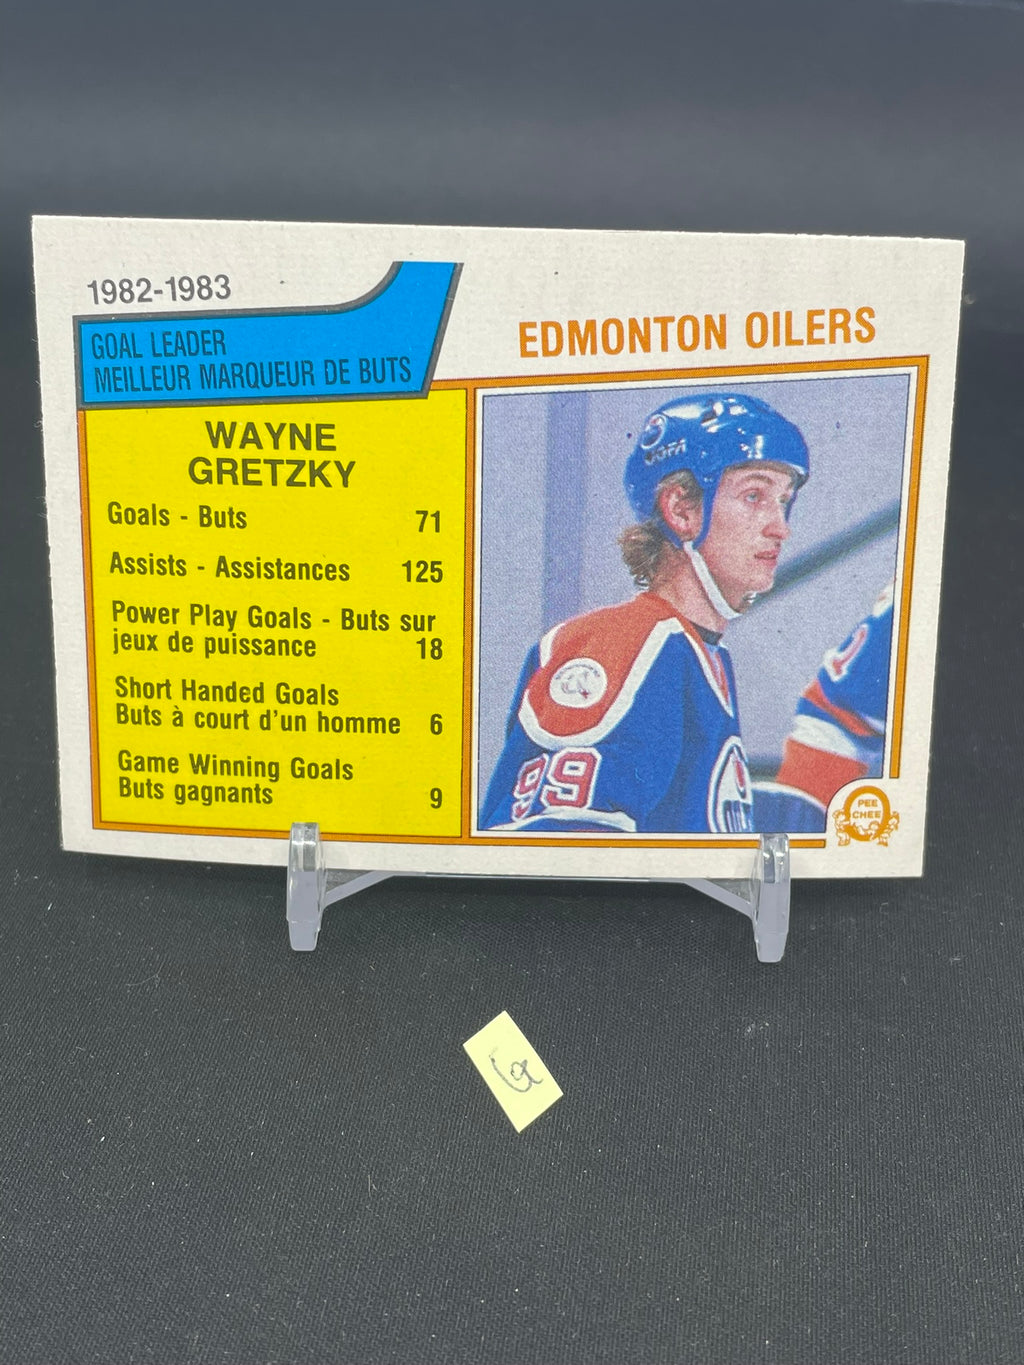 1982-1983
GOAL LEADER
MEILLEUR MARQUEUR DE BUTS
EDMONTON OILERS
WAYNE
GRETZKY
Goals - Buts 71
Assists - Assistances 125
Power Play Goals - Buts sur
jeux de puissance 18
Short Handed Goals
Buts à court d'un homme 6
Game Winning Goals
Buts gagnants 9
99
PEE
CHEE